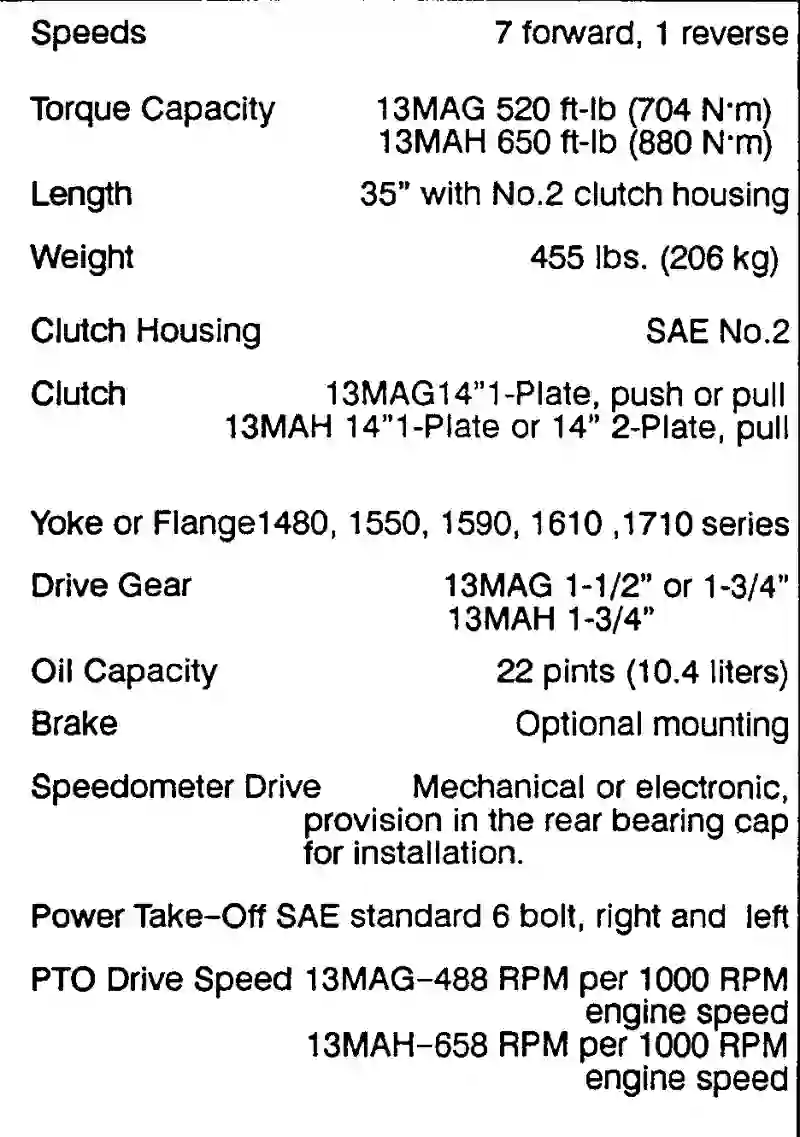 Speeds 7 forward, 1 reverse
Torque Capacity 13MAG 520 ft-lb (704 N·m)
13MAH 650 ft-lb (880 N·m)
Length 35" with No.2 clutch housing
Weight 455 lbs. (206 kg)
Clutch Housing SAE No.2
Clutch 13MAG14"1-Plate, push or pull
13MAH 14"1-Plate or 14" 2-Plate, pull
Yoke or Flange1480, 1550, 1590, 1610 ,1710 series
Drive Gear 13MAG 1-1/2" or 1-3/4"
13MAH 1-3/4"
Oil Capacity 22 pints (10.4 liters)
Brake Optional mounting
Speedometer Drive Mechanical or electronic,
provision in the rear bearing cap
for installation.
Power Take–Off SAE standard 6 bolt, right and left
PTO Drive Speed 13MAG–488 RPM per 1000 RPM
engine speed
13MAH–658 RPM per 1000 RPM
engine speed